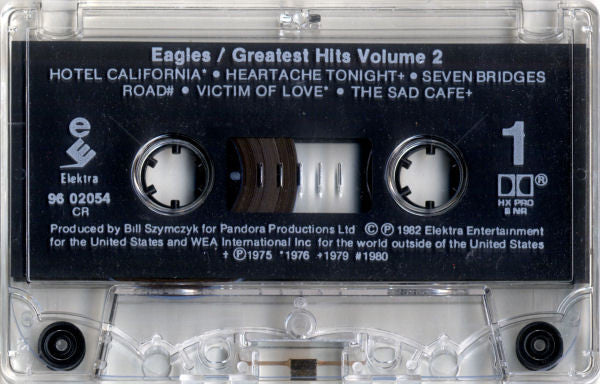 Eagles / Greatest Hits Volume 2
HOTEL CALIFORNIA* • HEARTACHE TONIGHT+ • SEVEN BRIDGES
ROAD# • VICTIM OF LOVE* • THE SAD CAFE+
e
Elektra
96 02054
CR
1
®
HX PRO
B NR
Produced by Bill Szymczyk for Pandora Productions Ltd ⓒ ⓟ 1982 Elektra Entertainment
for the United States and WEA International Inc for the world outside of the United States
‡ ⓟ1975 *1976 +1979 #1980